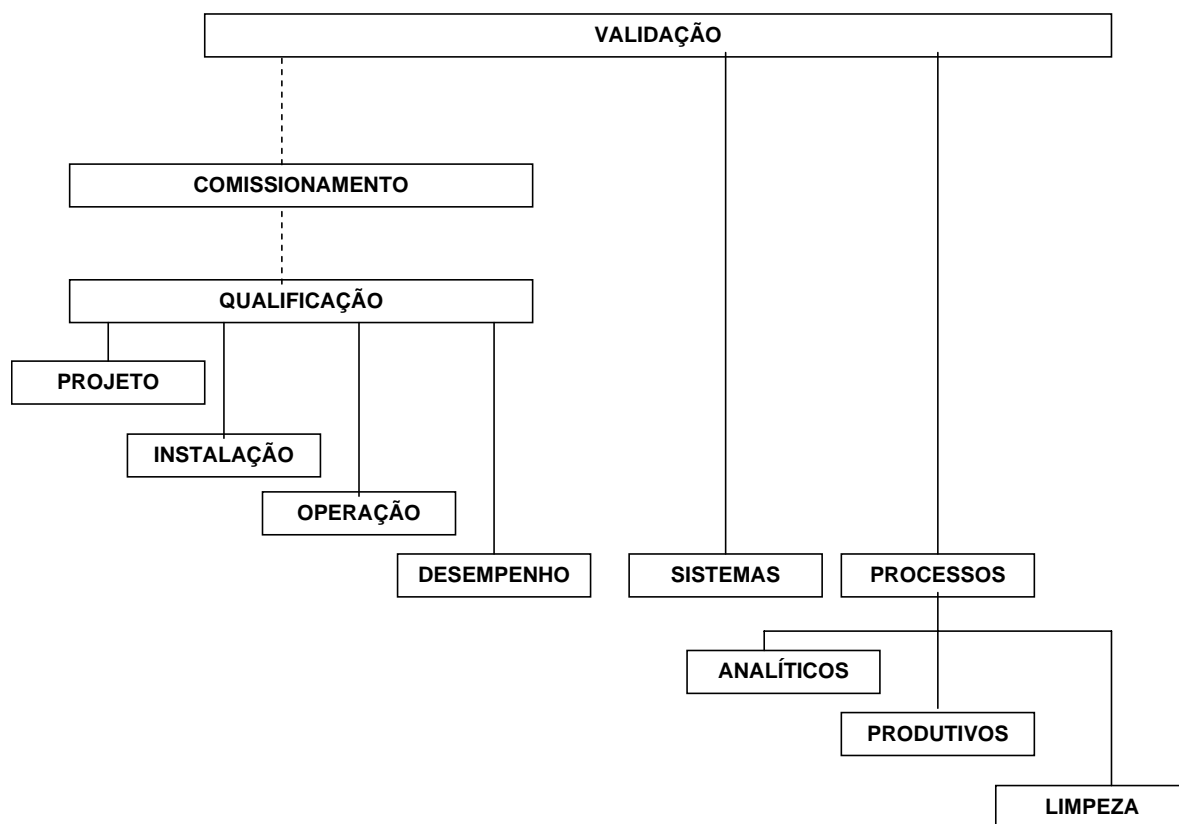 VALIDAÇÃO
COMISSIONAMENTO
QUALIFICAÇÃO
PROJETO
INSTALAÇÃO
OPERAÇÃO
DESEMPENHO
SISTEMAS
PROCESSOS
ANALÍTICOS
PRODUTIVOS
LIMPEZA